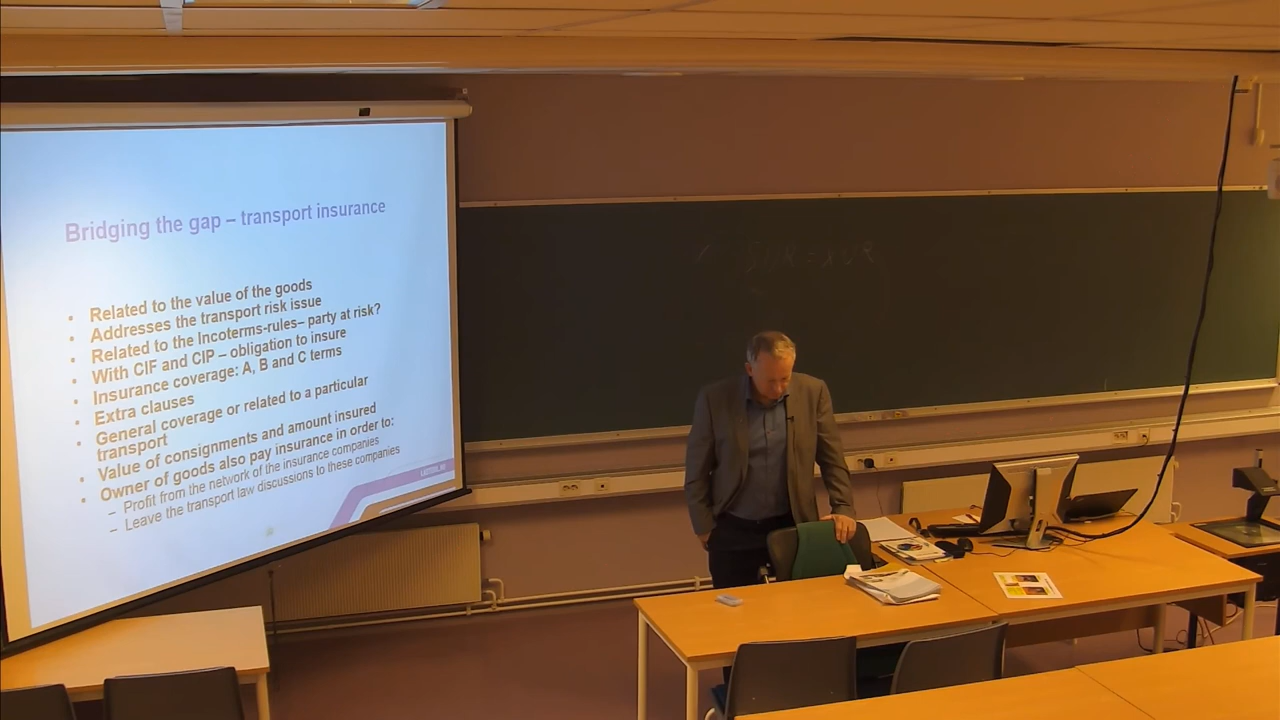 Bridging the gap – transport insurance
• Related to the value of the goods
• Addresses the transport risk issue
• Related to the Incoterms-rules– party at risk?
• With CIF and CIP – obligation to insure
• Insurance coverage: A, B and C terms
• Extra clauses
• General coverage or related to a particular
transport
• Value of consignments and amount insured
• Owner of goods also pay insurance in order to:
– Profit from the network of the insurance companies
– Leave the transport law discussions to these companies